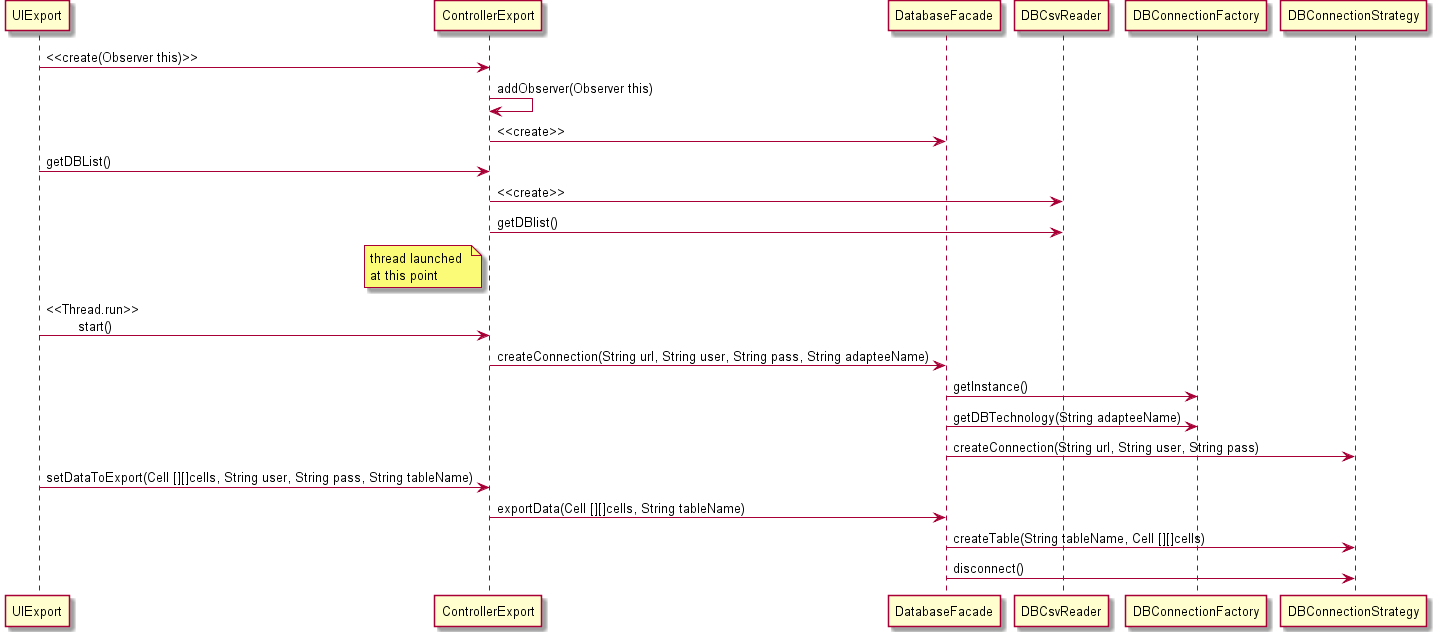 UIExport
ControllerExport
DatabaseFacade
DBCsvReader
DBConnectionFactory
DBConnectionStrategy
<<create(Observer this)>>
addObserver(Observer this)
<<create>>
getDBList()
<<create>>
getDBlist()
thread launched
at this point
<<Thread.run>>
start()
createConnection(String url, String user, String pass, String adapteeName)
getInstance()
getDBTechnology(String adapteeName)
createConnection(String url, String user, String pass)
setDataToExport(Cell [][]cells, String user, String pass, String tableName)
exportData(Cell [][]cells, String tableName)
createTable(String tableName, Cell [][]cells)
disconnect()
UIExport
ControllerExport
DatabaseFacade
DBCsvReader
DBConnectionFactory
DBConnectionStrategy